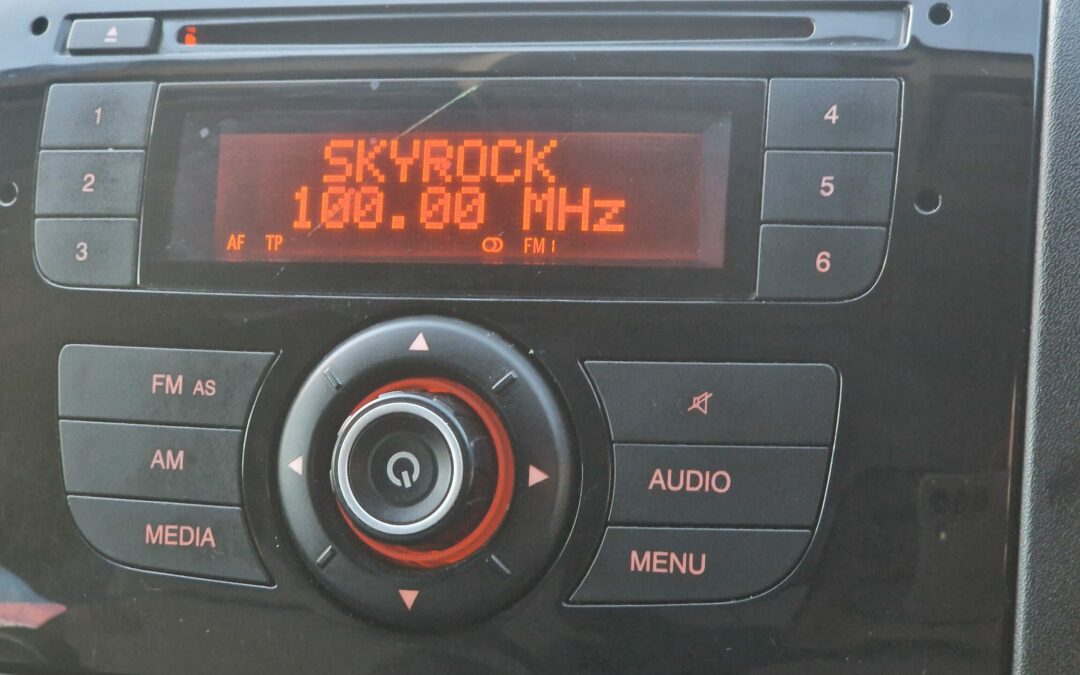 1
2
3
SKYROCK
100.00 MHz
AF TP FM1
4
5
6
FM AS
AM
MEDIA
AUDIO
MENU